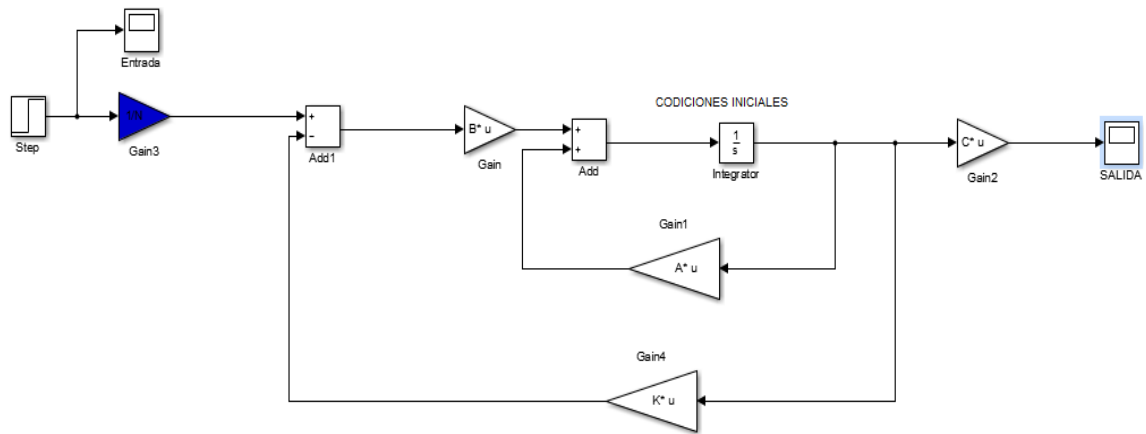 Entrada
Step
1/N
Gain3
+
−
Add1
B* u
Gain
+
+
Add
CODICIONES INICIALES
1
s
Integrator
C* u
Gain2
SALIDA
Gain1
A* u
Gain4
K* u